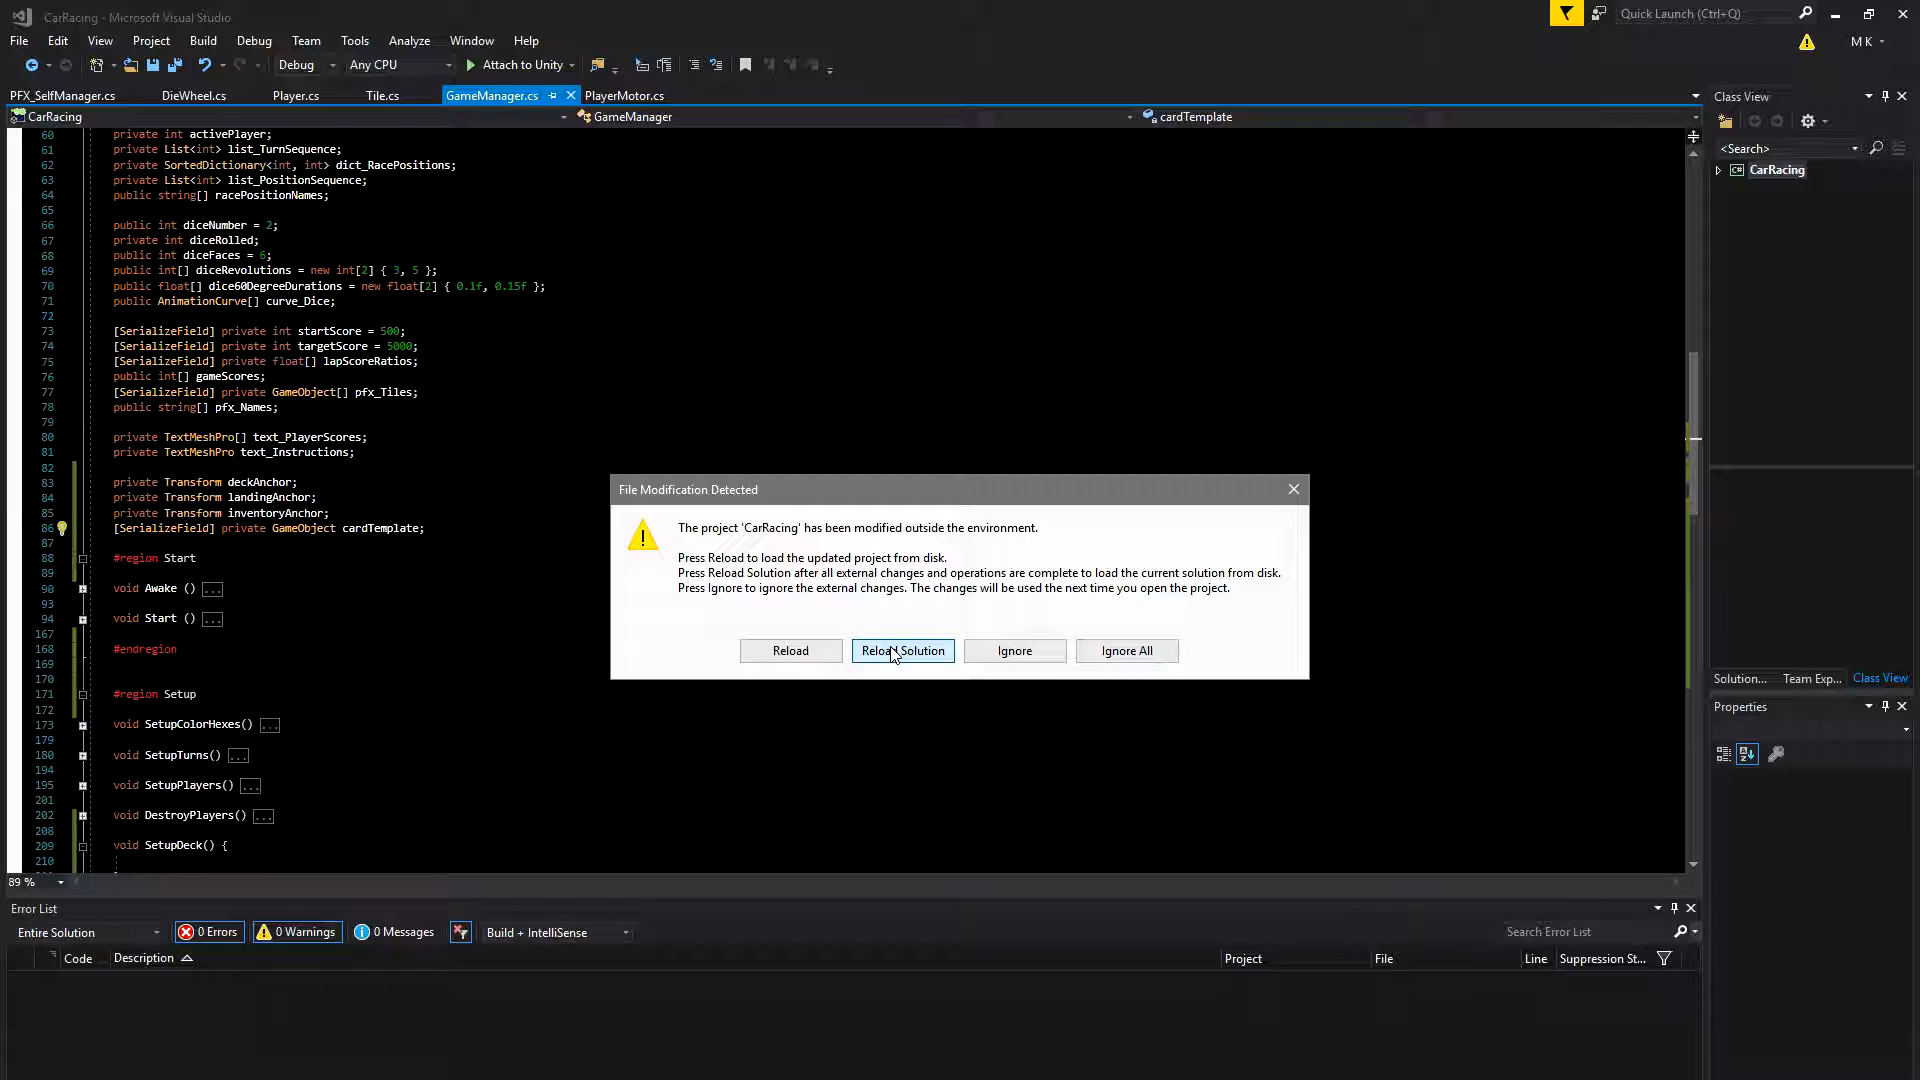 CarRacing - Microsoft Visual Studio
Quick Launch (Ctrl+Q)
File Edit View Project Build Debug Team Tools Analyze Window Help
M K
Debug Any CPU Attach to Unity
PFX_SelfManager.cs DieWheel.cs Player.cs Tile.cs GameManager.cs PlayerMotor.cs
CarRacing GameManager cardTemplate
60 private int activePlayer;
61 private List<int> list_TurnSequence;
62 private SortedDictionary<int, int> dict_RacePositions;
63 private List<int> list_PositionSequence;
64 public string[] racePositionNames;
65
66 public int diceNumber = 2;
67 private int diceRolled;
68 public int diceFaces = 6;
69 public int[] diceRevolutions = new int[2] { 3, 5 };
70 public float[] dice60DegreeDurations = new float[2] { 0.1f, 0.15f };
71 public AnimationCurve[] curve_Dice;
72
73 [SerializeField] private int startScore = 500;
74 [SerializeField] private int targetScore = 5000;
75 [SerializeField] private float[] lapScoreRatios;
76 public int[] gameScores;
77 [SerializeField] private GameObject[] pfx_Tiles;
78 public string[] pfx_Names;
79
80 private TextMeshPro[] text_PlayerScores;
81 private TextMeshPro text_Instructions;
82
83 private Transform deckAnchor;
84 private Transform landingAnchor;
85 private Transform inventoryAnchor;
86 [SerializeField] private GameObject cardTemplate;
87
88 #region Start
89
90 void Awake () ...
93
94 void Start () ...
167
168 #endregion
169
170
171 #region Setup
172
173 void SetupColorHexes() ...
179
180 void SetupTurns() ...
194
195 void SetupPlayers() ...
201
202 void DestroyPlayers() ...
208
209 void SetupDeck() {
210
89 %
File Modification Detected
The project 'CarRacing' has been modified outside the environment.
Press Reload to load the updated project from disk.
Press Reload Solution after all external changes and operations are complete to load the current solution from disk.
Press Ignore to ignore the external changes. The changes will be used the next time you open the project.
Reload Reload Solution Ignore Ignore All
Class View
<Search>
CarRacing
Solution... Team Exp... Class View
Properties
Error List
Entire Solution 0 Errors 0 Warnings 0 Messages Build + IntelliSense
Search Error List
Code Description Project File Line Suppression St...